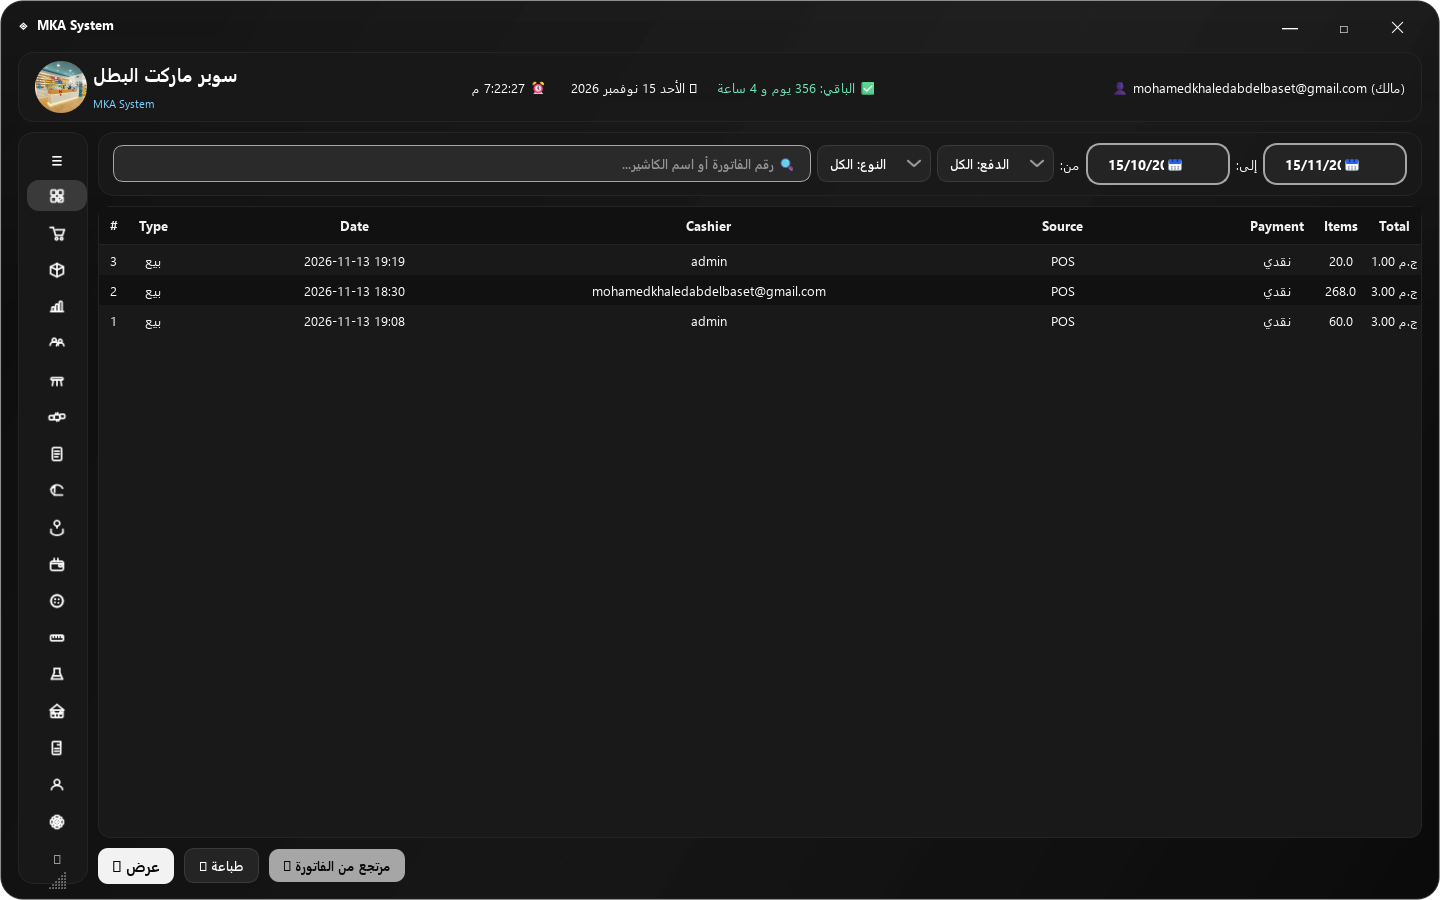 MKA System
سوبر ماركت البطل
MKA System
7:22:27 م
الأحد 15 نوفمبر 2026
الباقي: 356 يوم و 4 ساعة
mohamedkhaledabdelbaset@gmail.com (مالك)
رقم الفاتورة أو اسم الكاشير...
النوع: الكل
الدفع: الكل
من:
15/10/20
إلى:
15/11/20
# Type Date Cashier Source Payment Items Total
3 بيع 2026-11-13 19:19 admin POS نقدي 20.0 1.00 ج.م
2 بيع 2026-11-13 18:30 mohamedkhaledabdelbaset@gmail.com POS نقدي 268.0 3.00 ج.م
1 بيع 2026-11-13 19:08 admin POS نقدي 60.0 3.00 ج.م
عرض
طباعة
مرتجع من الفاتورة